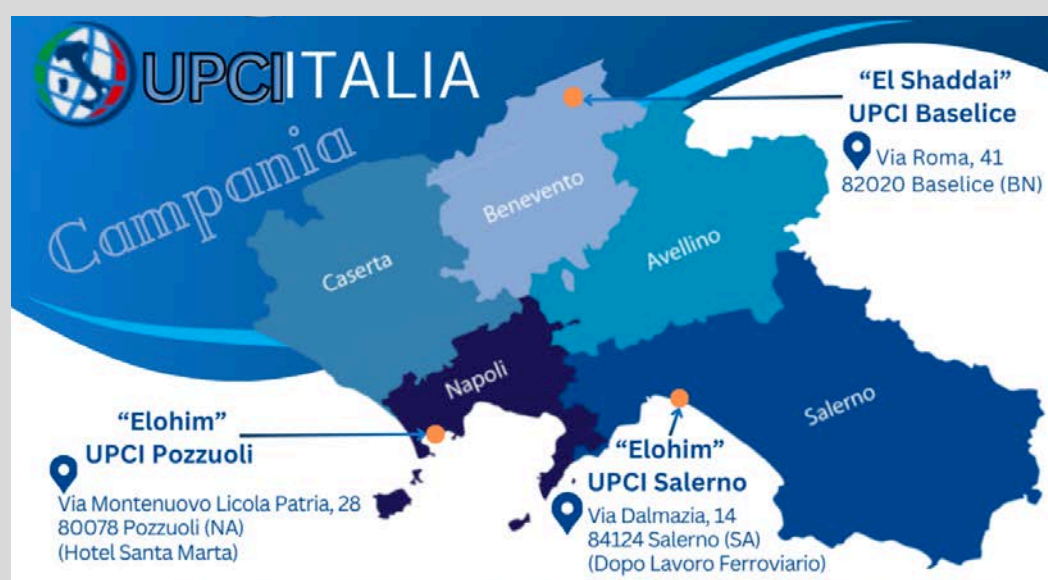 UPCIITALIA
Campania
“El Shaddai”
UPCI Baselice
Via Roma, 41
82020 Baselice (BN)
Benevento
Caserta
Avellino
Napoli
Salerno
“Elohim”
UPCI Pozzuoli
Via Montenuovo Licola Patria, 28
80078 Pozzuoli (NA)
(Hotel Santa Marta)
“Elohim”
UPCI Salerno
Via Dalmazia, 14
84124 Salerno (SA)
(Dopo Lavoro Ferroviario)